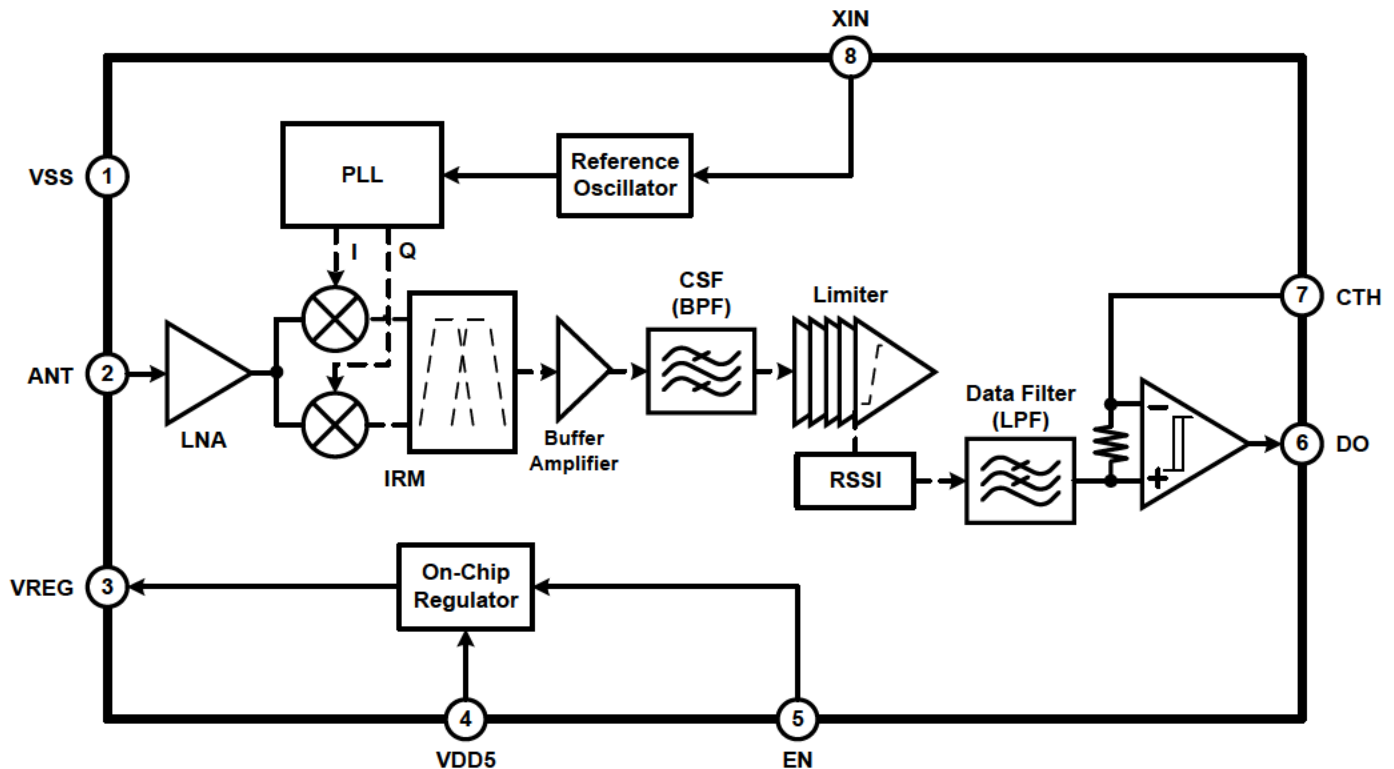 XIN
8
PLL
Reference
Oscillator
VSS
1
I
Q
CSF
(BPF)
Limiter
7
CTH
ANT
2
LNA
IRM
Buffer
Amplifier
Data Filter
(LPF)
−
+
6
DO
RSSI
VREG
3
On-Chip
Regulator
4
VDD5
5
EN